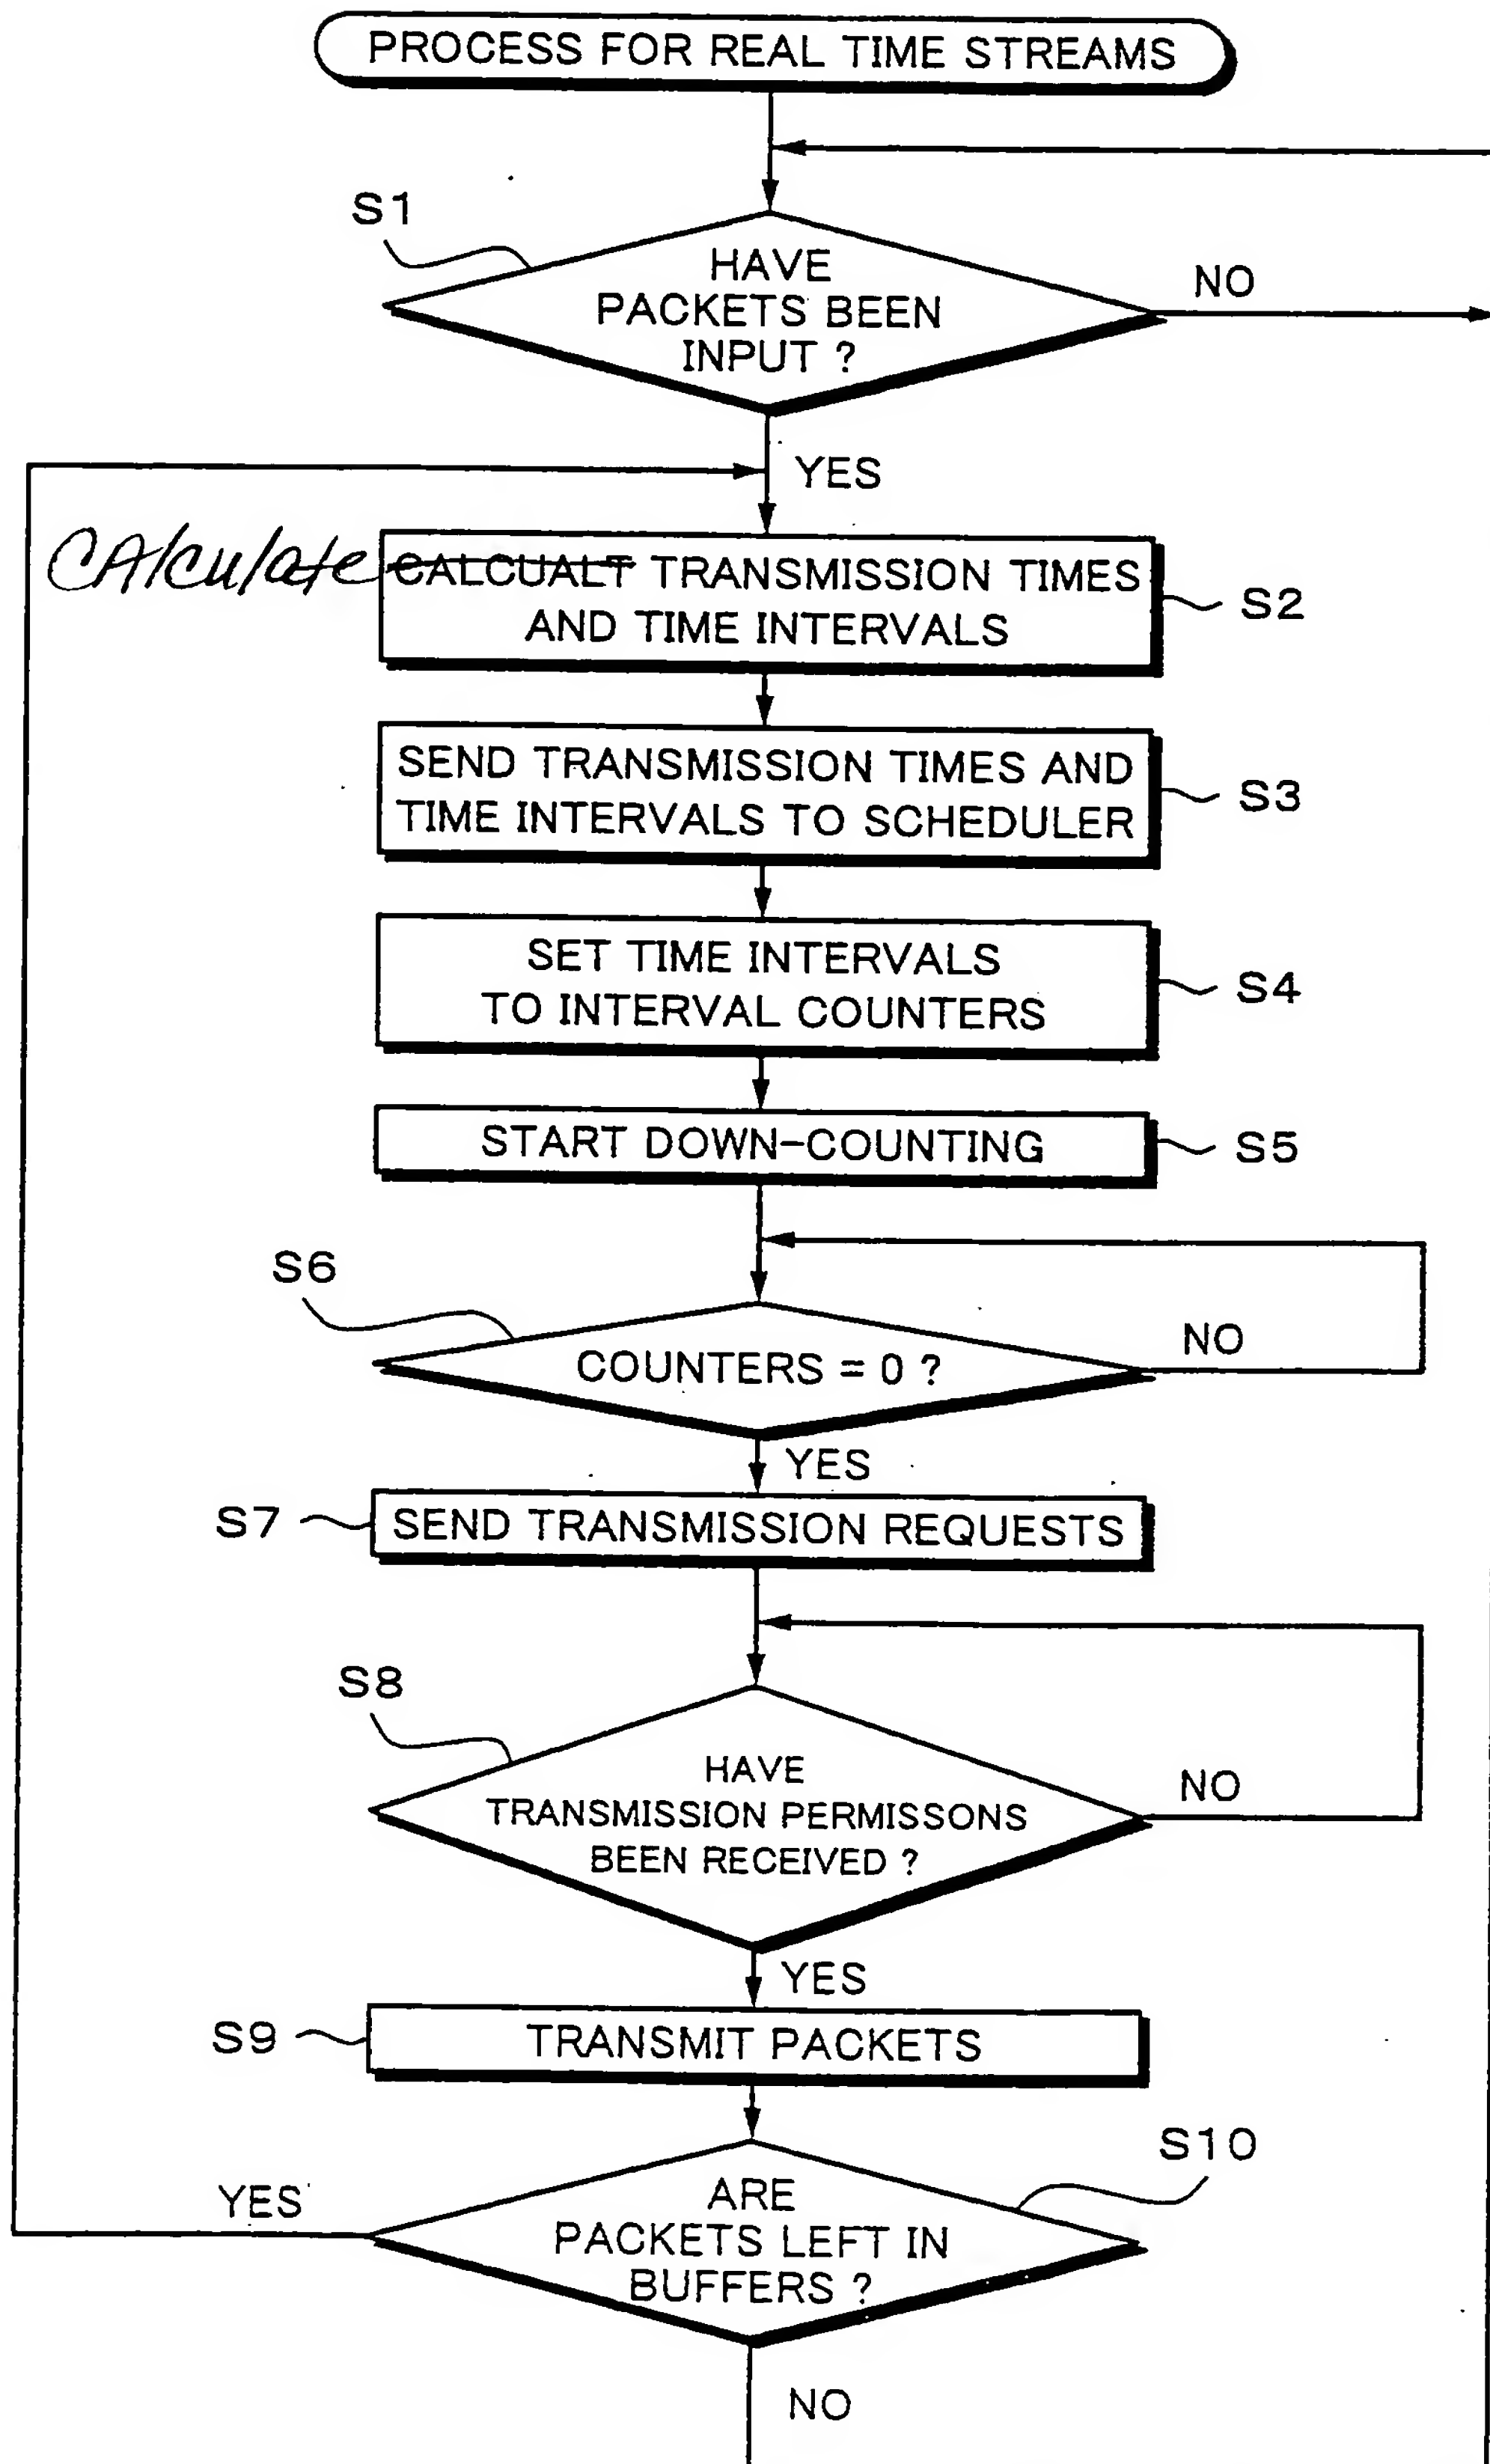 PROCESS FOR REAL TIME STREAMS
S1
HAVE
PACKETS BEEN
INPUT ?
NO
YES
CAlculate CALCUALT TRANSMISSION TIMES
AND TIME INTERVALS
S2
SEND TRANSMISSION TIMES AND
TIME INTERVALS TO SCHEDULER
S3
SET TIME INTERVALS
TO INTERVAL COUNTERS
S4
START DOWN-COUNTING
S5
S6
COUNTERS = 0 ?
NO
YES
S7
SEND TRANSMISSION REQUESTS
S8
HAVE
TRANSMISSION PERMISSONS
BEEN RECEIVED ?
NO
YES
S9
TRANSMIT PACKETS
S10
YES
ARE
PACKETS LEFT IN
BUFFERS ?
NO